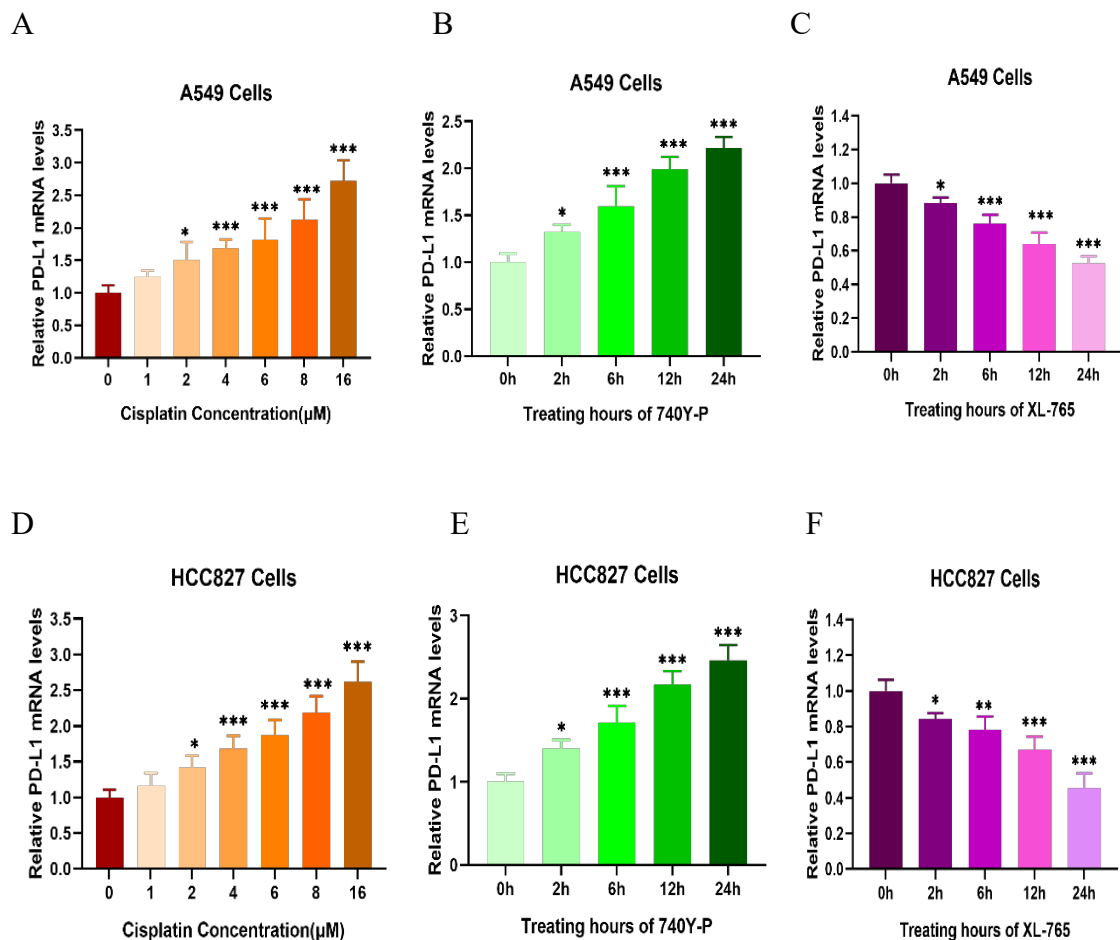 A
B
C
A549 Cells
Relative PD-L1 mRNA levels
3.5
3.0
2.5
2.0
1.5
1.0
0.5
0.0
*
***
***
***
***
0 1 2 4 6 8 16
Cisplatin Concentration(μM)
A549 Cells
Relative PD-L1 mRNA levels
2.5
2.0
1.5
1.0
0.5
0.0
*
***
***
***
0h 2h 6h 12h 24h
Treating hours of 740Y-P
A549 Cells
Relative PD-L1 mRNA levels
1.4
1.2
1.0
0.8
0.6
0.4
0.2
0.0
*
***
***
***
0h 2h 6h 12h 24h
Treating hours of XL-765
D
E
F
HCC827 Cells
Relative PD-L1 mRNA levels
3.5
3.0
2.5
2.0
1.5
1.0
0.5
0.0
*
***
***
***
***
0 1 2 4 6 8 16
Cisplatin Concentration(μM)
HCC827 Cells
Relative PD-L1 mRNA levels
3
2
1
0
*
***
***
***
0h 2h 6h 12h 24h
Treating hours of 740Y-P
HCC827 Cells
Relative PD-L1 mRNA levels
1.4
1.2
1.0
0.8
0.6
0.4
0.2
0.0
*
**
***
***
0h 2h 6h 12h 24h
Treating hours of XL-765